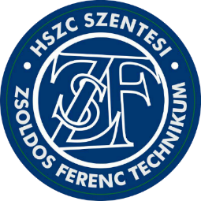 • HSZC SZENTESI •
ZSOLDOS FERENC TECHNIKUM
ZSF